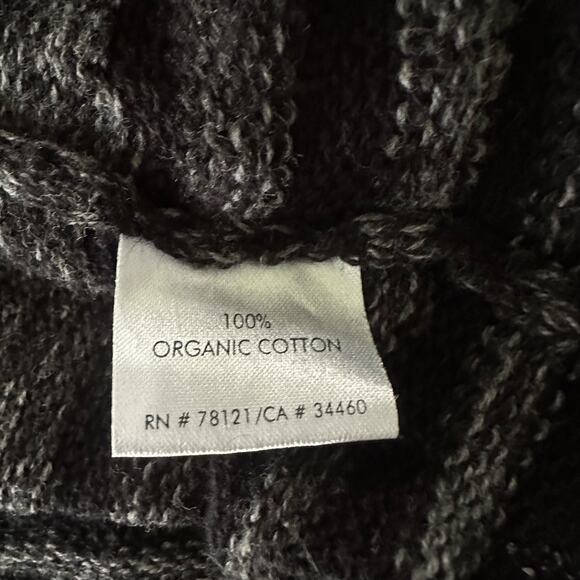 100%
ORGANIC COTTON
RN # 78121/CA # 34460